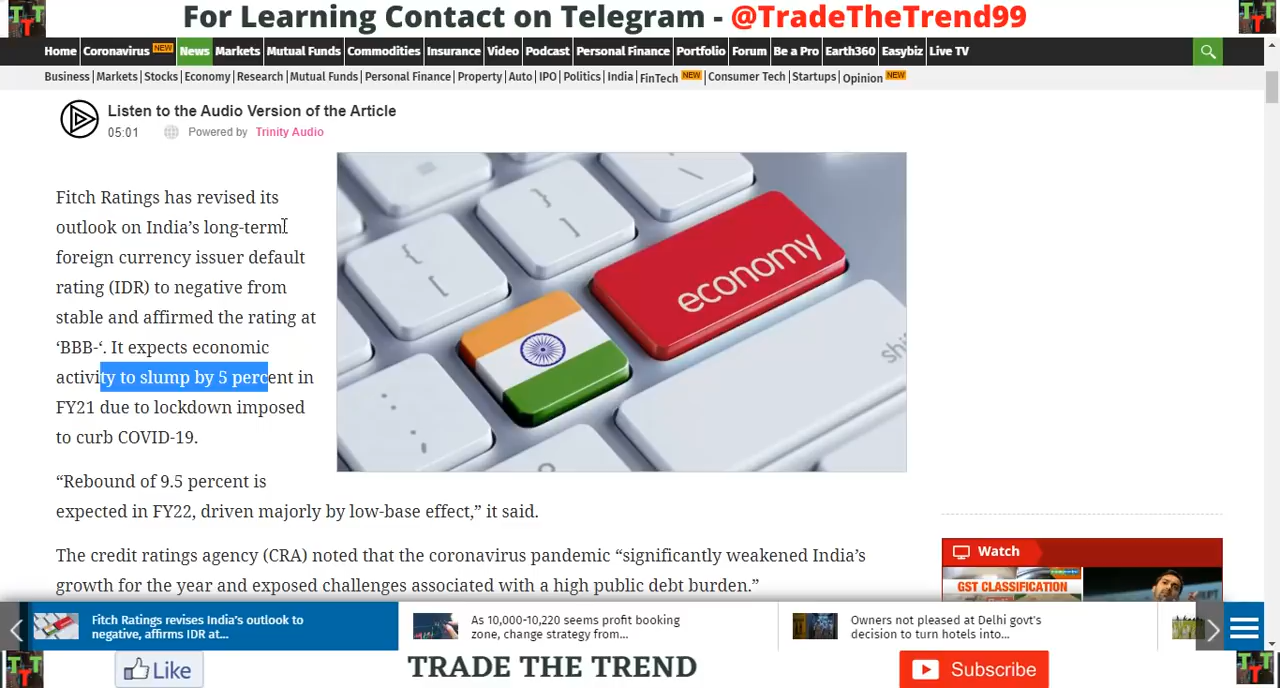 For Learning Contact on Telegram - @TradeTheTrend99
Home Coronavirus NEW News Markets Mutual Funds Commodities Insurance Video Podcast Personal Finance Portfolio Forum Be a Pro Earth360 Easybiz Live TV
Business | Markets | Stocks | Economy | Research | Mutual Funds | Personal Finance | Property | Auto | IPO | Politics | India | FinTech NEW | Consumer Tech | Startups | Opinion NEW
Listen to the Audio Version of the Article
05:01 Powered by Trinity Audio
Fitch Ratings has revised its
outlook on India’s long-term
foreign currency issuer default
rating (IDR) to negative from
stable and affirmed the rating at
‘BBB-‘. It expects economic
activity to slump by 5 percent in
FY21 due to lockdown imposed
to curb COVID-19.
economy
shi
“Rebound of 9.5 percent is
expected in FY22, driven majorly by low-base effect,” it said.
The credit ratings agency (CRA) noted that the coronavirus pandemic “significantly weakened India’s
growth for the year and exposed challenges associated with a high public debt burden.”
Watch
GST CLASSIFICATION
Fitch Ratings revises India’s outlook to
negative, affirms IDR at...
As 10,000-10,220 seems profit booking
zone, change strategy from...
Owners not pleased at Delhi govt's
decision to turn hotels into...
Like
TRADE THE TREND
Subscribe